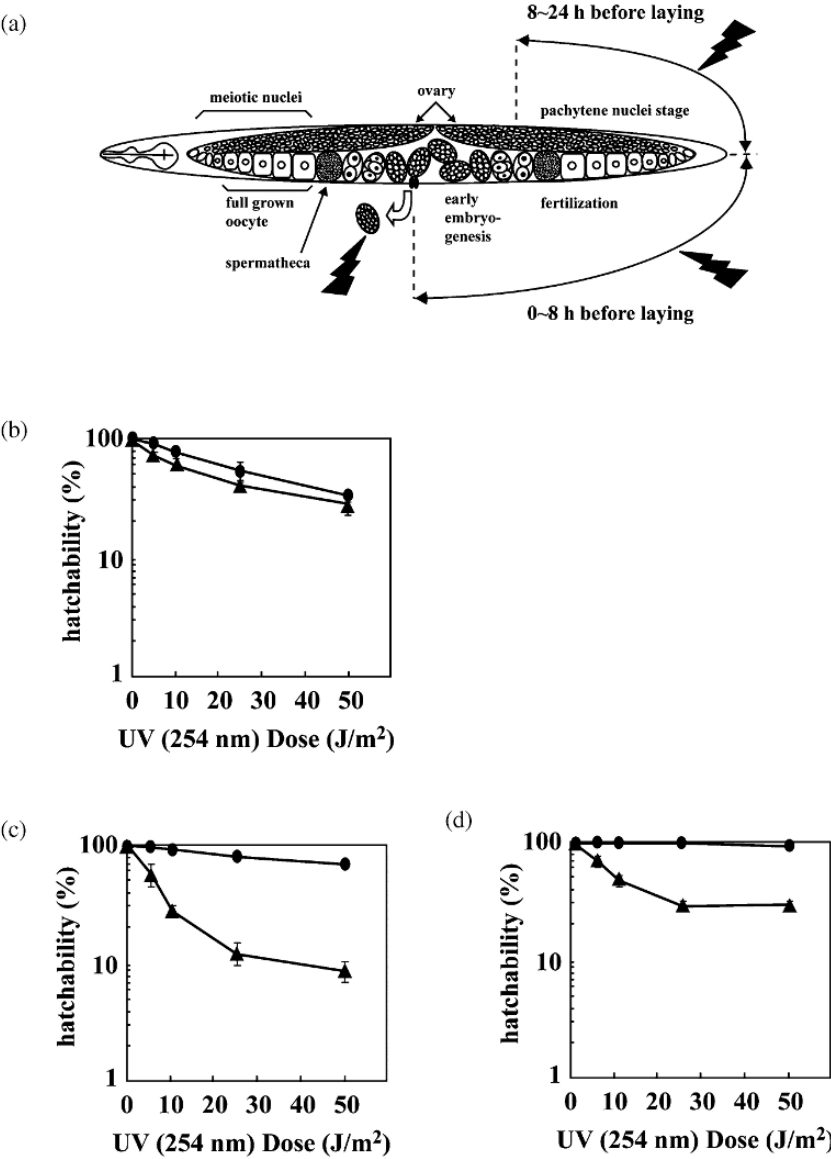 (a)
8~24 h before laying
meiotic nuclei
ovary
pachytene nuclei stage
full grown
oocyte
early
embryo-
genesis
fertilization
spermatheca
0~8 h before laying
(b)
hatchability (%)
100
10
1
0 10 20 30 40 50
UV (254 nm) Dose (J/m²)
(c)
hatchability (%)
100
10
1
0 10 20 30 40 50
UV (254 nm) Dose (J/m²)
(d)
hatchability (%)
100
10
1
0 10 20 30 40 50
UV (254 nm) Dose (J/m²)